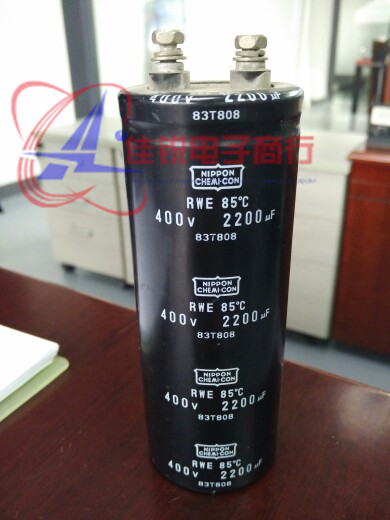 400V 2200µF
83T808
佳锐电子商行
NIPPON
CHEMI-CON
RWE 85℃
400V 2200µF
83T808
NIPPON
CHEMI-CON
RWE 85℃
400V 2200µF
83T808
NIPPON
CHEMI-CON
RWE 85℃
400V 2200µF
83T808
NIPPON
CHEMI-CON
RWE 85℃
400V 2200µF
83T808